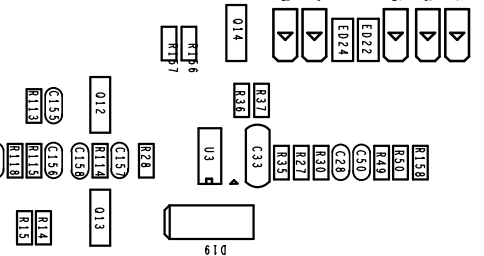 Q14
R157
R156
ED24
ED22
R36
R37
R113
C155
Q12
R118
R115
C156
C158
R114
C157
R28
U3
C33
R35
R27
R30
C28
C50
R49
R50
R158
R15
R14
Q13
D19